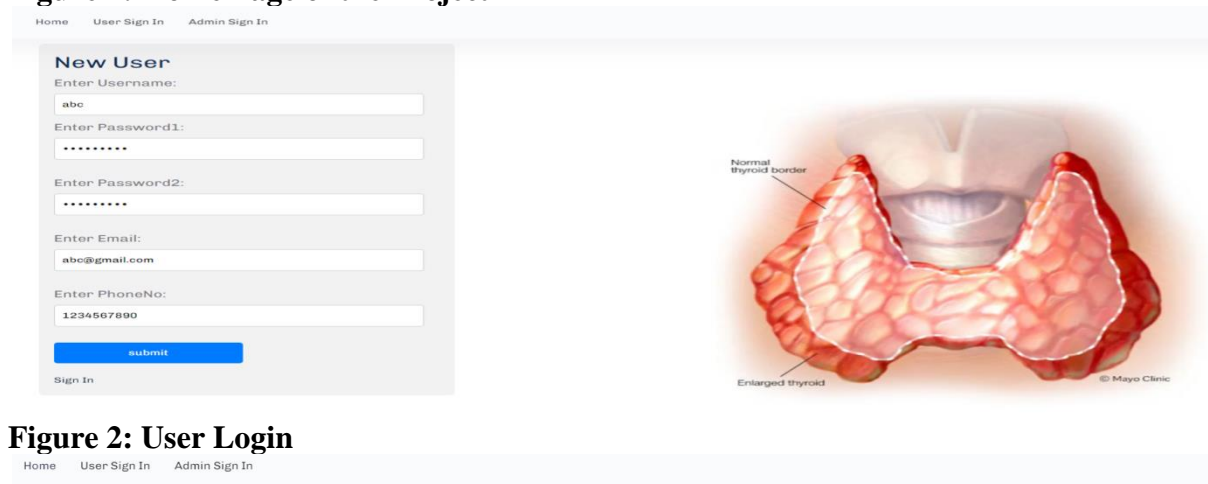 Home User Sign In Admin Sign In
New User
Enter Username:
abc
Enter Password1:
•••••••••
Enter Password2:
•••••••••
Enter Email:
abc@gmail.com
Enter PhoneNo:
1234567890
submit
Sign In
Normal
thyroid border
Enlarged thyroid
© Mayo Clinic
Figure 2: User Login
Home User Sign In Admin Sign In